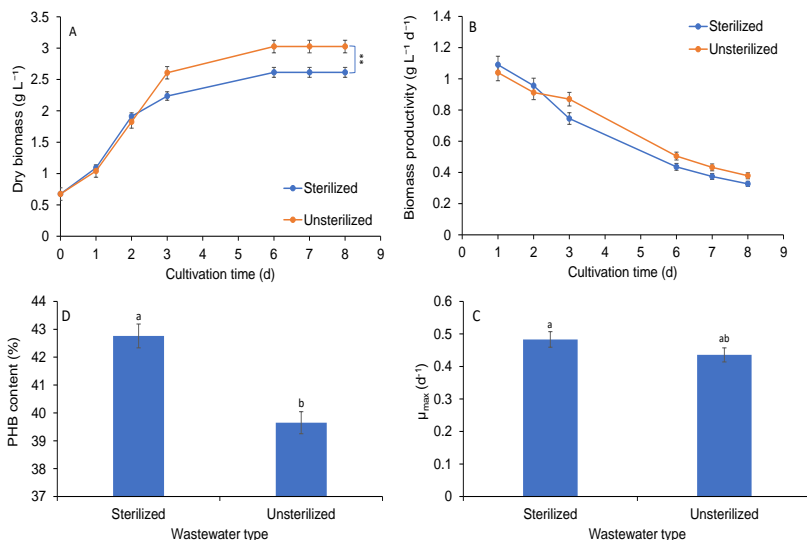 A
Dry biomass (g L⁻¹)
3.5
3
2.5
2
1.5
1
0.5
0
**
Sterilized
Unsterilized
0 1 2 3 4 5 6 7 8 9
Cultivation time (d)
B
Biomass productivity (g L⁻¹ d⁻¹)
1.6
1.4
1.2
1
0.8
0.6
0.4
0.2
0
Sterilized
Unsterilized
0 1 2 3 4 5 6 7 8 9
Cultivation time (d)
D
PHB content (%)
44
43
42
41
40
39
38
37
a
b
Sterilized Unsterilized
Wastewater type
C
μmax (d⁻¹)
0.6
0.5
0.4
0.3
0.2
0.1
0
a
ab
Sterilized Unsterilized
Wastewater type